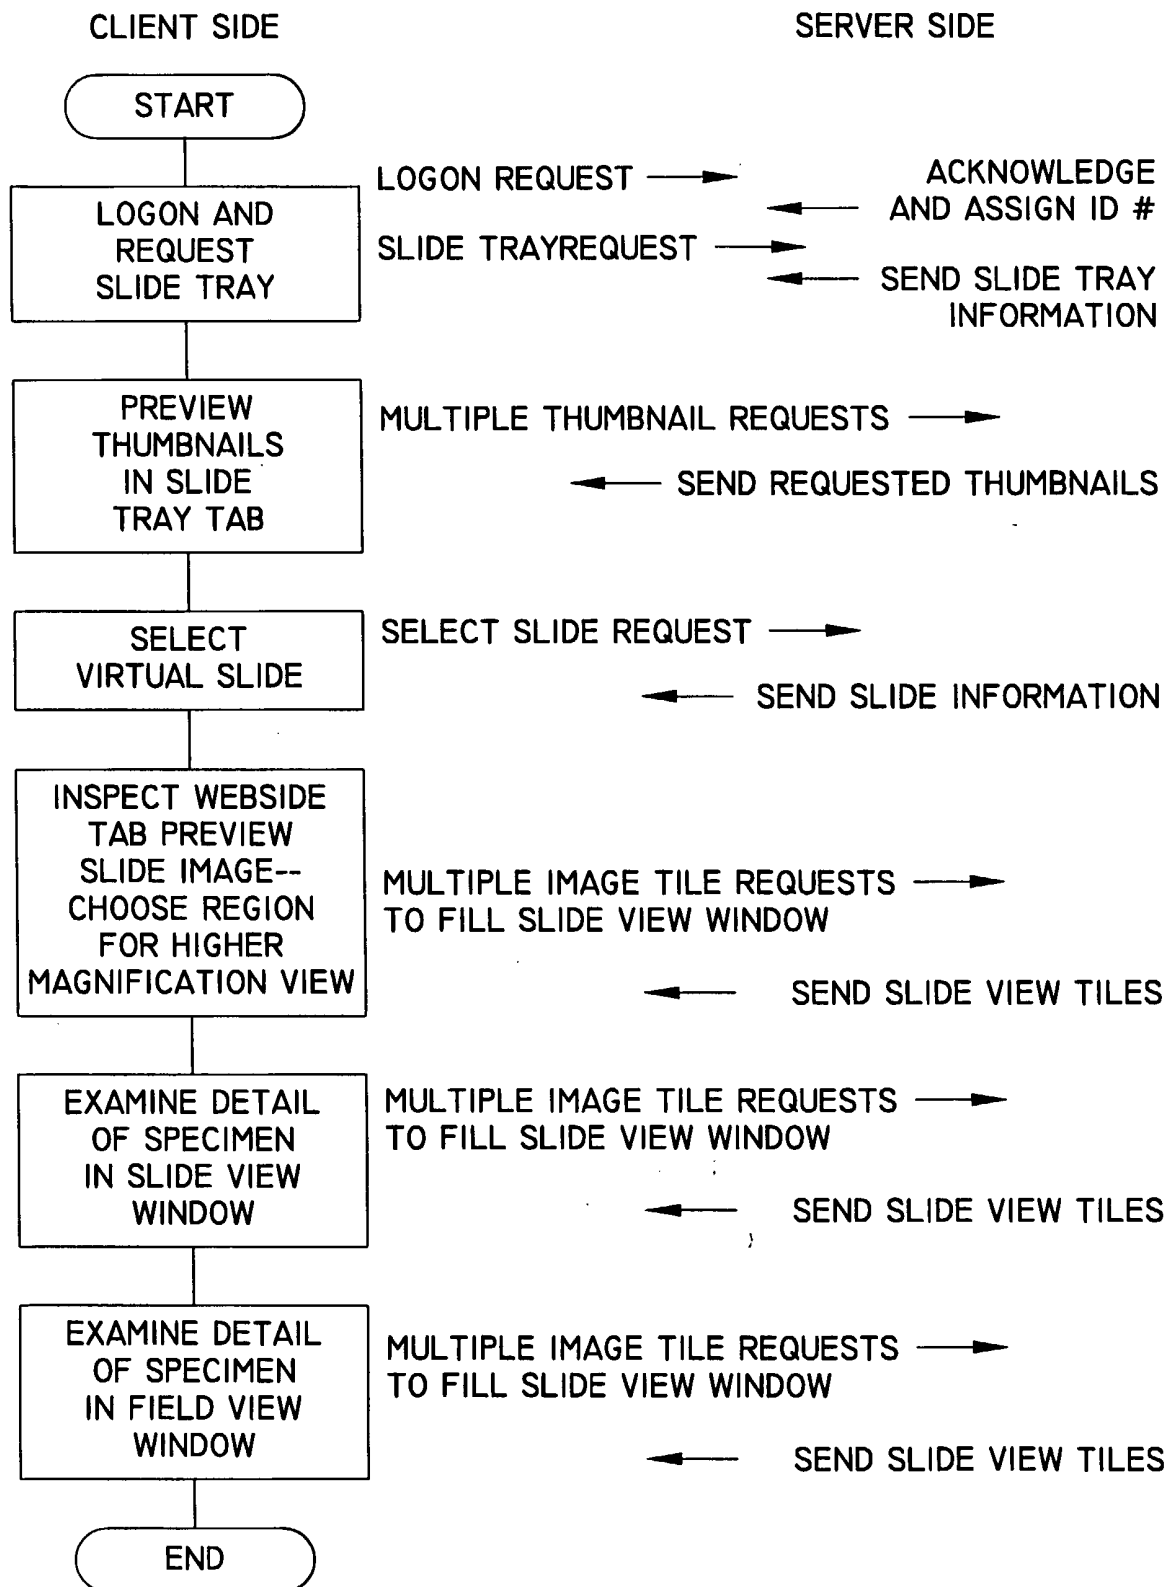 CLIENT SIDE
SERVER SIDE
START
LOGON AND
REQUEST
SLIDE TRAY
LOGON REQUEST
ACKNOWLEDGE
AND ASSIGN ID #
SLIDE TRAYREQUEST
SEND SLIDE TRAY
INFORMATION
PREVIEW
THUMBNAILS
IN SLIDE
TRAY TAB
MULTIPLE THUMBNAIL REQUESTS
SEND REQUESTED THUMBNAILS
SELECT
VIRTUAL SLIDE
SELECT SLIDE REQUEST
SEND SLIDE INFORMATION
INSPECT WEBSIDE
TAB PREVIEW
SLIDE IMAGE--
CHOOSE REGION
FOR HIGHER
MAGNIFICATION VIEW
MULTIPLE IMAGE TILE REQUESTS
TO FILL SLIDE VIEW WINDOW
SEND SLIDE VIEW TILES
EXAMINE DETAIL
OF SPECIMEN
IN SLIDE VIEW
WINDOW
MULTIPLE IMAGE TILE REQUESTS
TO FILL SLIDE VIEW WINDOW
SEND SLIDE VIEW TILES
EXAMINE DETAIL
OF SPECIMEN
IN FIELD VIEW
WINDOW
MULTIPLE IMAGE TILE REQUESTS
TO FILL SLIDE VIEW WINDOW
SEND SLIDE VIEW TILES
END